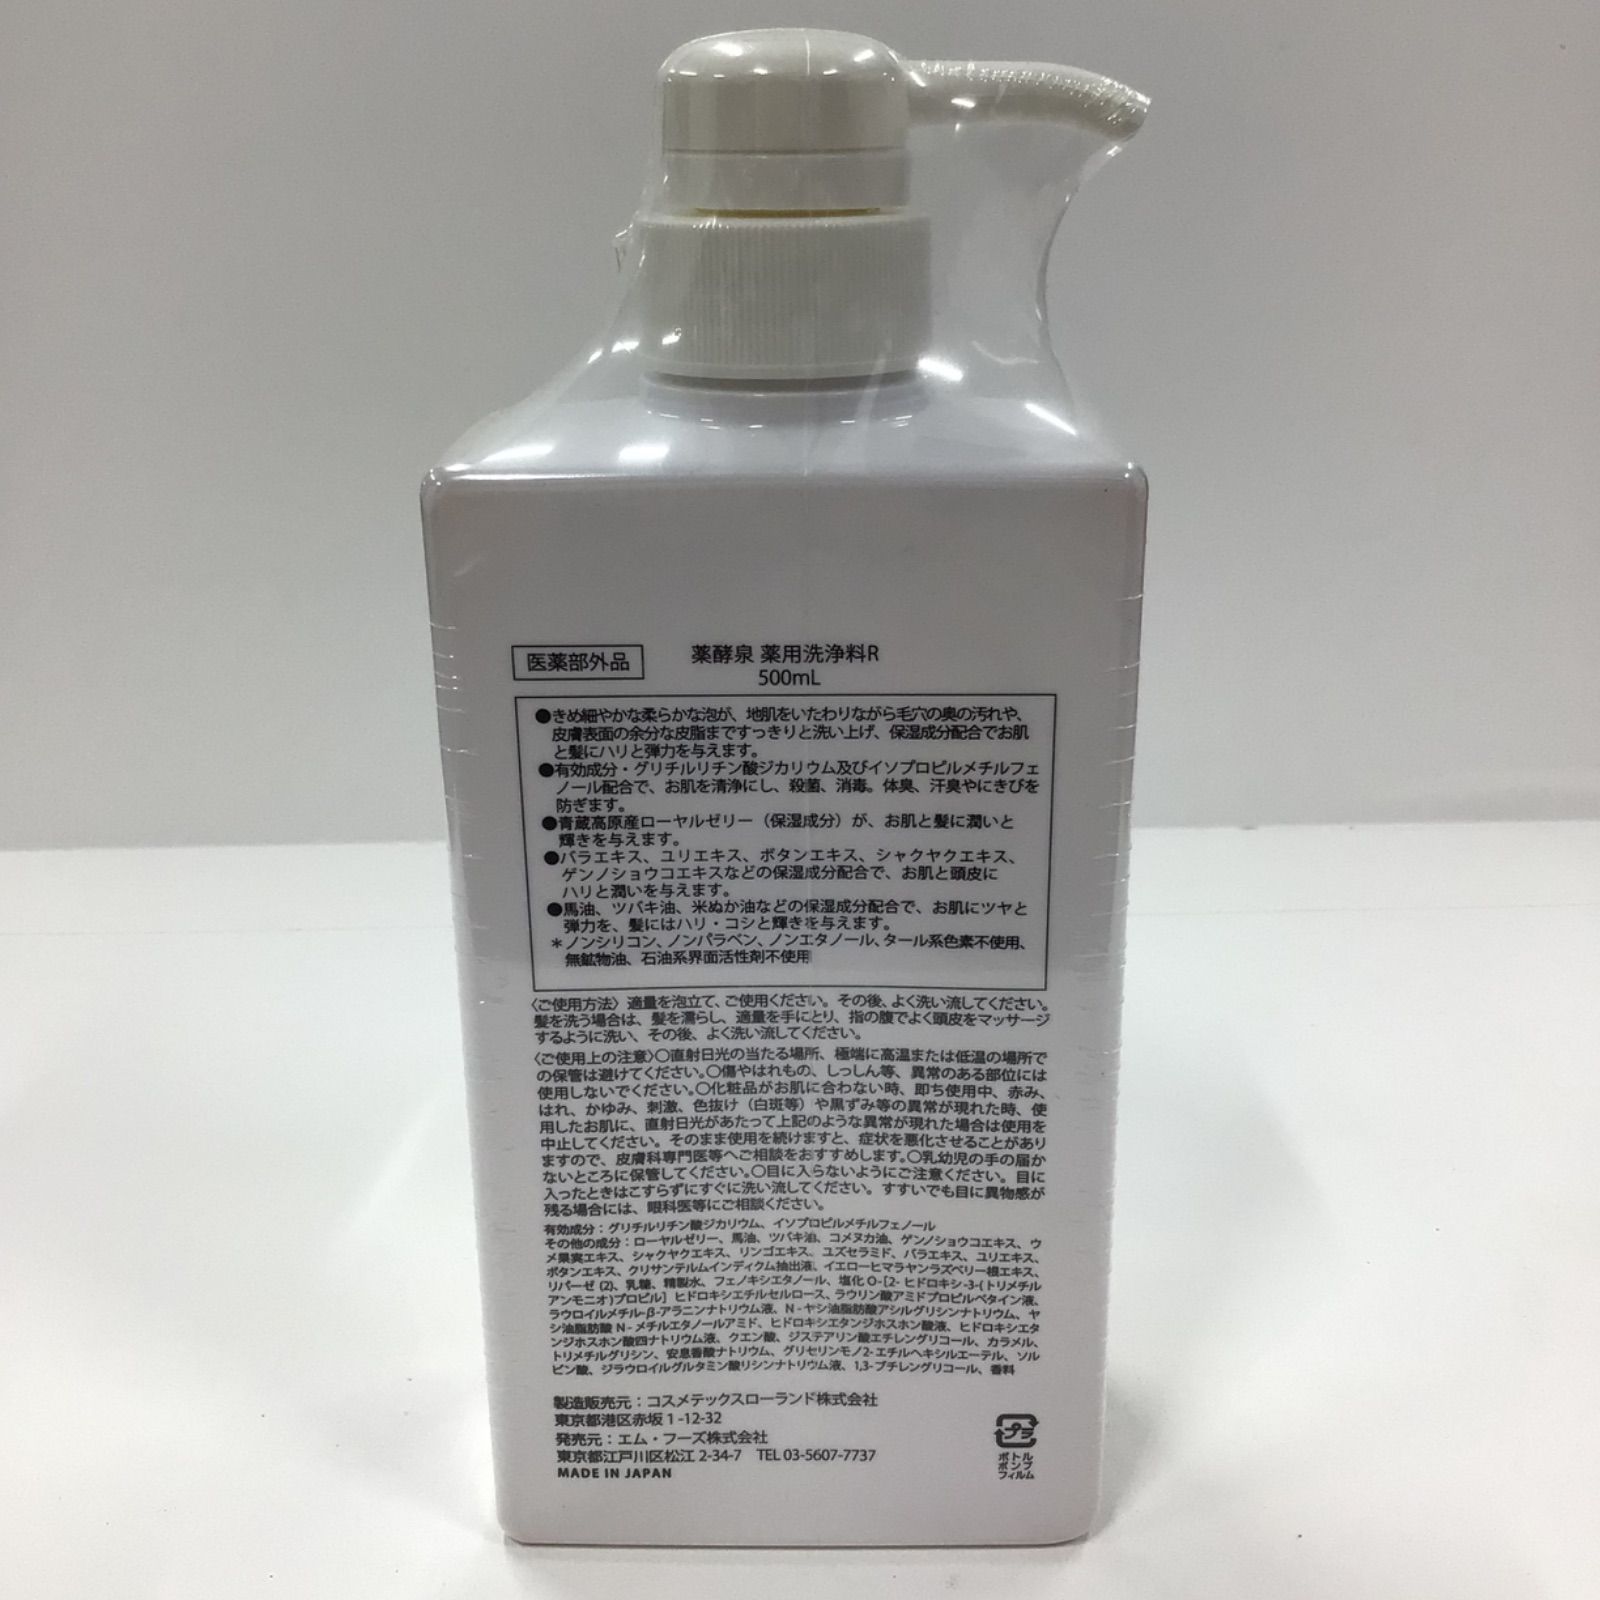 医薬部外品
薬酵泉 薬用洗浄料R
500mL
●きめ細やかな柔らかな泡が、地肌をいたわりながら毛穴の奥の汚れや、
皮膚表面の余分な皮脂まですっきりと洗い上げ、保湿成分配合でお肌
と髪にハリと弾力を与えます。
●有効成分・グリチルリチン酸ジカリウム及びイソプロピルメチルフェ
ノール配合で、お肌を清浄にし、殺菌、消毒。体臭、汗臭やにきびを
防ぎます。
●青蔵高原産ローヤルゼリー（保湿成分）が、お肌と髪に潤いと
輝きを与えます。
●バラエキス、ユリエキス、ボタンエキス、シャクヤクエキス、
ゲンノショウコエキスなどの保湿成分配合で、お肌と頭皮に
ハリと潤いを与えます。
●馬油、ツバキ油、米ぬか油などの保湿成分配合で、お肌にツヤと
弾力を、髪にはハリ・コシと輝きを与えます。
＊ノンシリコン、ノンパラベン、ノンエタノール、タール系色素不使用、
無鉱物油、石油系界面活性剤不使用
〈ご使用方法〉適量を泡立て、ご使用ください。その後、よく洗い流してください。
髪を洗う場合は、髪を濡らし、適量を手にとり、指の腹でよく頭皮をマッサージ
するように洗い、その後、よく洗い流してください。
〈ご使用上の注意〉〇直射日光の当たる場所、極端に高温または低温の場所で
の保管は避けてください。〇傷やはれもの、しっしん等、異常のある部位には
使用しないでください。〇化粧品がお肌に合わない時、即ち使用中、赤み、
はれ、かゆみ、刺激、色抜け（白斑等）や黒ずみ等の異常が現れた時、使
用したお肌に、直射日光があたって上記のような異常が現れた場合は使用を
中止してください。そのまま使用を続けますと、症状を悪化させることがあり
ますので、皮膚科専門医等へご相談をおすすめします。〇乳幼児の手の届か
ないところに保管してください。〇目に入らないようにご注意ください。目に
入ったときはこすらずにすぐに洗い流してください。すすいでも目に異物感が
残る場合には、眼科医等にご相談ください。
有効成分：グリチルリチン酸ジカリウム、イソプロピルメチルフェノール
その他の成分：ローヤルゼリー、馬油、ツバキ油、コメヌカ油、ゲンノショウコエキス、ウ
メ果実エキス、シャクヤクエキス、リンゴエキス、ユズセラミド、バラエキス、ユリエキス、
ボタンエキス、クリサンテルムインディクム抽出液、イエローヒマラヤンラズベリー根エキス、
リパーゼ(2)、乳糖、精製水、フェノキシエタノール、塩化O-[2-ヒドロキシ-3-(トリメチル
アンモニオ)プロピル] ヒドロキシエチルセルロース、ラウリン酸アミドプロピルベタイン液、
ラウロイルメチル-β-アラニンナトリウム液、N-ヤシ油脂肪酸アシルグリシンナトリウム、ヤ
シ油脂肪酸N-メチルエタノールアミド、ヒドロキシエタンジホスホン酸液、ヒドロキシエタ
ンジホスホン酸四ナトリウム液、クエン酸、ジステアリン酸エチレングリコール、カラメル、
トリメチルグリシン、安息香酸ナトリウム、グリセリンモノ2-エチルヘキシルエーテル、ソル
ビン酸、ジラウロイルグルタミン酸リシンナトリウム液、1,3-ブチレングリコール、香料
製造販売元：コスメテックスローランド株式会社
東京都港区赤坂1-12-32
発売元：エム・フーズ株式会社
東京都江戸川区松江2-34-7 TEL 03-5607-7737
MADE IN JAPAN
プラ
ボトル
ポンプ
フィルム